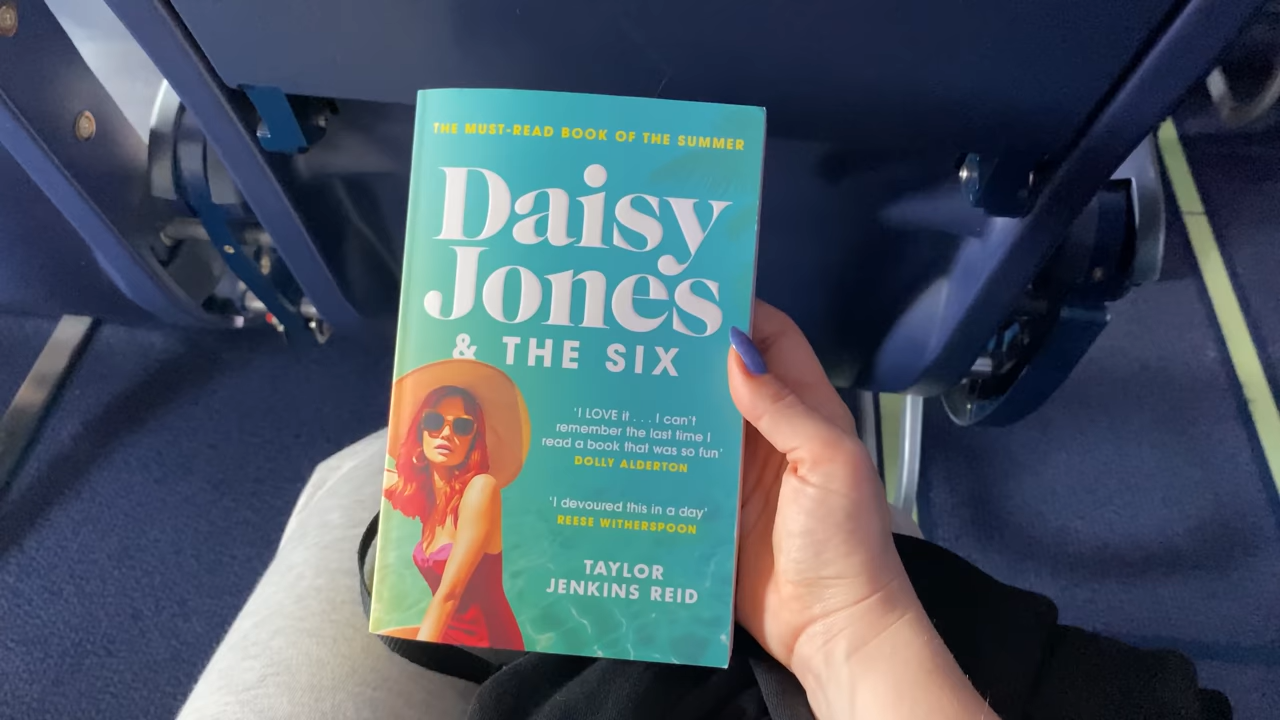 THE MUST-READ BOOK OF THE SUMMER
Daisy
Jones
& THE SIX
'I LOVE it . . . I can't
remember the last time I
read a book that was so fun'
DOLLY ALDERTON
'I devoured this in a day'
REESE WITHERSPOON
TAYLOR
JENKINS REID